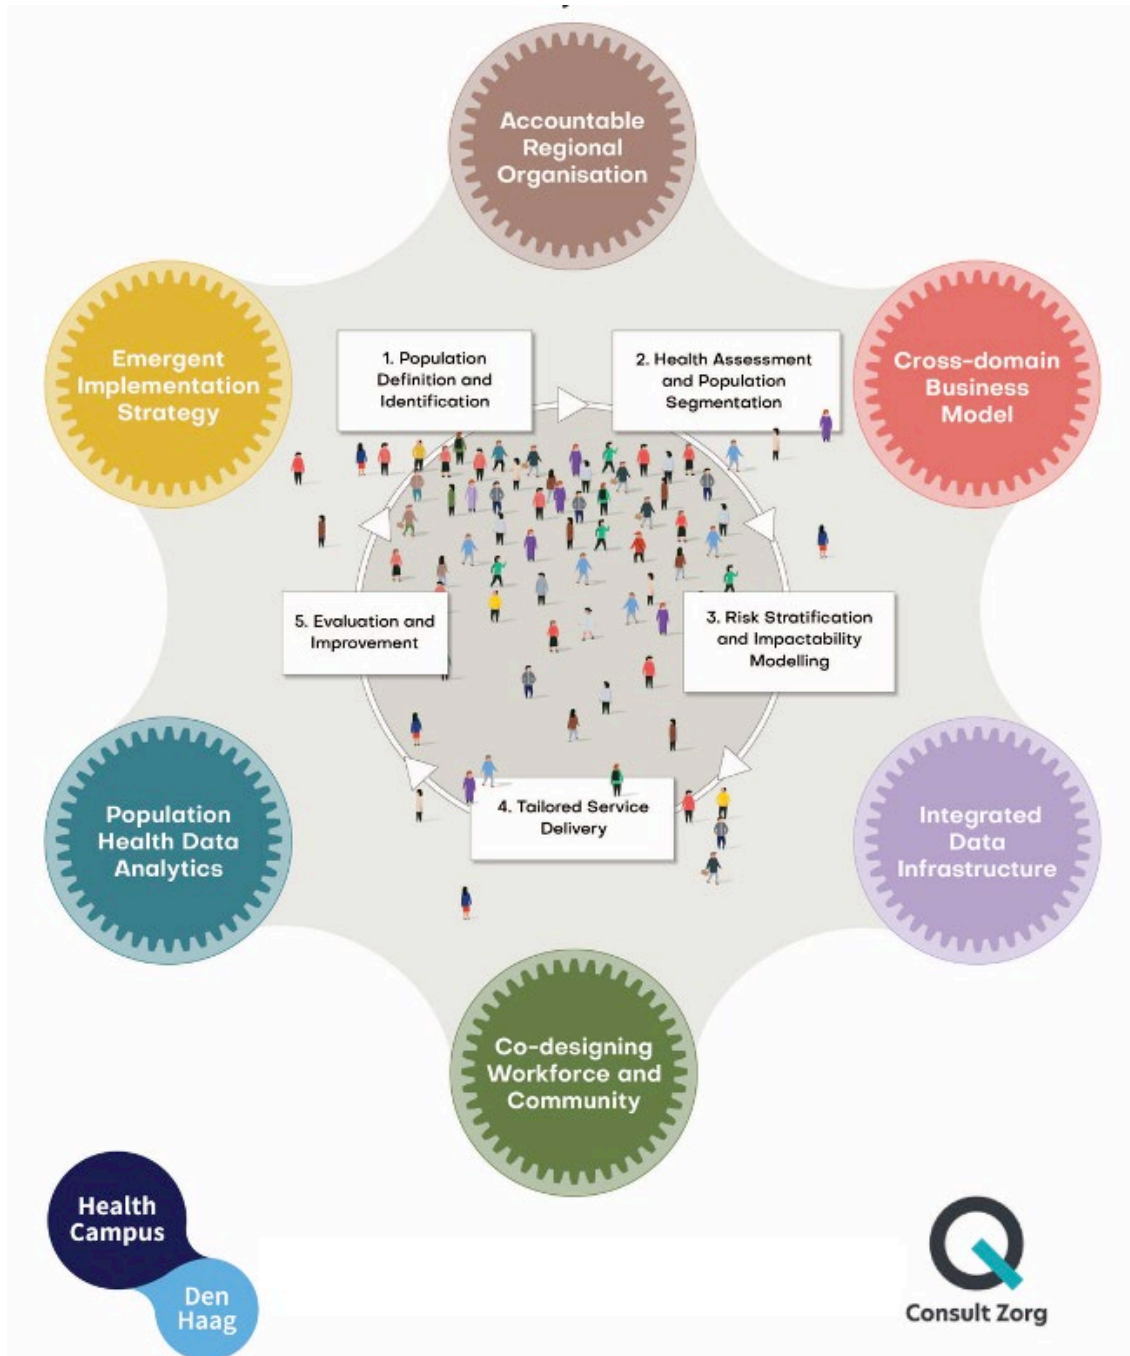 Accountable
Regional
Organisation
Emergent
Implementation
Strategy
Cross-domain
Business
Model
1. Population
Definition and
Identification
2. Health Assessment
and Population
Segmentation
5. Evaluation and
Improvement
3. Risk Stratification
and Impactability
Modelling
4. Tailored Service
Delivery
Population
Health Data
Analytics
Integrated
Data
Infrastructure
Co-designing
Workforce and
Community
Health
Campus
Den
Haag
Consult Zorg